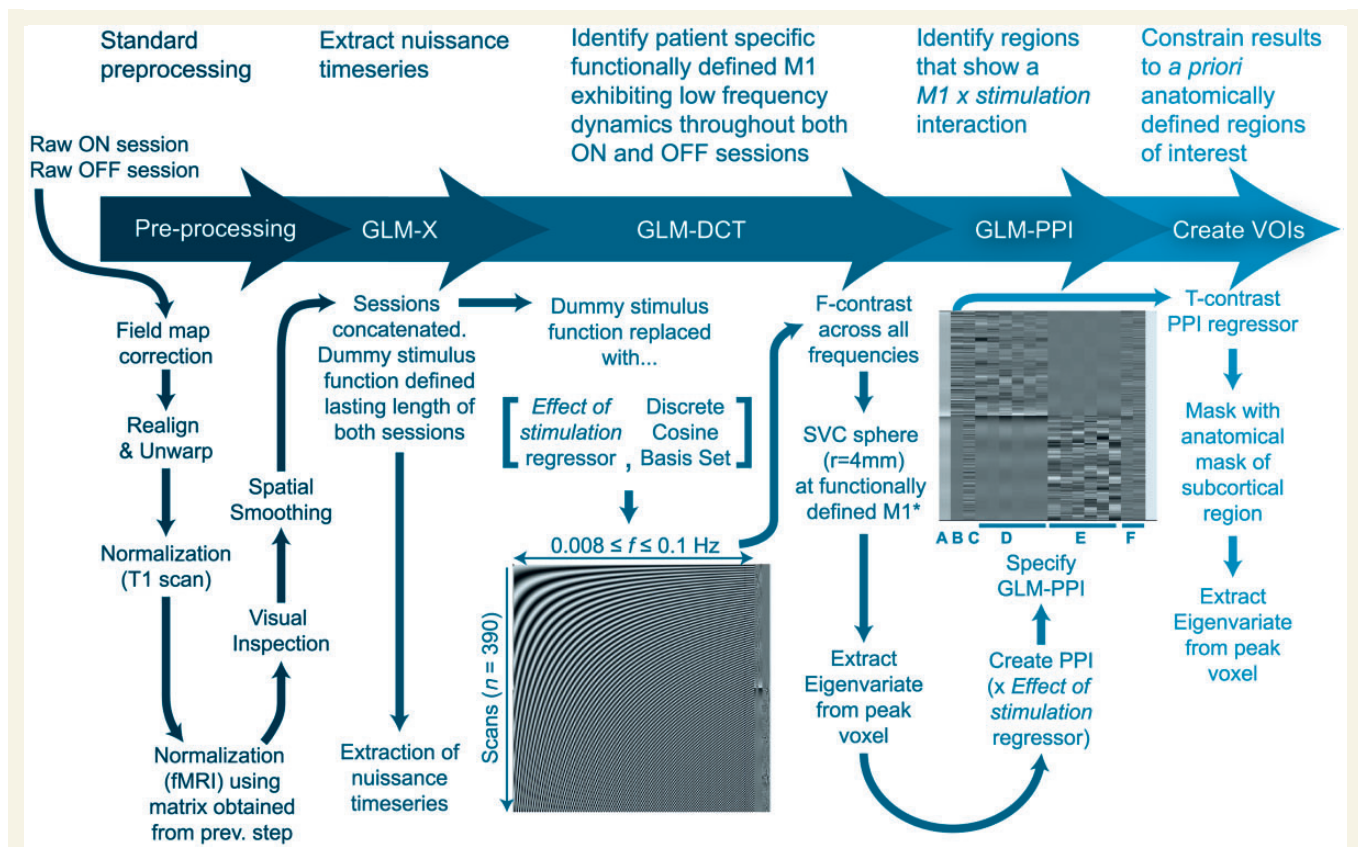 Standard
preprocessing
Extract nuissance
timeseries
Identify patient specific
functionally defined M1
exhibiting low frequency
dynamics throughout both
ON and OFF sessions
Identify regions
that show a
M1 x stimulation
interaction
Constrain results
to a priori
anatomically
defined regions
of interest
Raw ON session
Raw OFF session
Pre-processing
GLM-X
GLM-DCT
GLM-PPI
Create VOIs
Field map
correction
Realign
& Unwarp
Normalization
(T1 scan)
Normalization
(fMRI) using
matrix obtained
from prev. step
Visual
Inspection
Spatial
Smoothing
Sessions
concatenated.
Dummy stimulus
function defined
lasting length of
both sessions
Extraction of
nuissance
timeseries
Dummy stimulus
function replaced
with...
[ Effect of
stimulation
regressor
,
Discrete
Cosine
Basis Set ]
0.008 ≤ f ≤ 0.1 Hz
Scans (n = 390)
F-contrast
across all
frequencies
SVC sphere
(r=4mm)
at functionally
defined M1*
Extract
Eigenvariate
from peak
voxel
Create PPI
(x Effect of
stimulation
regressor)
Specify
GLM-PPI
A B C D E F
T-contrast
PPI regressor
Mask with
anatomical
mask of
subcortical
region
Extract
Eigenvariate
from peak
voxel